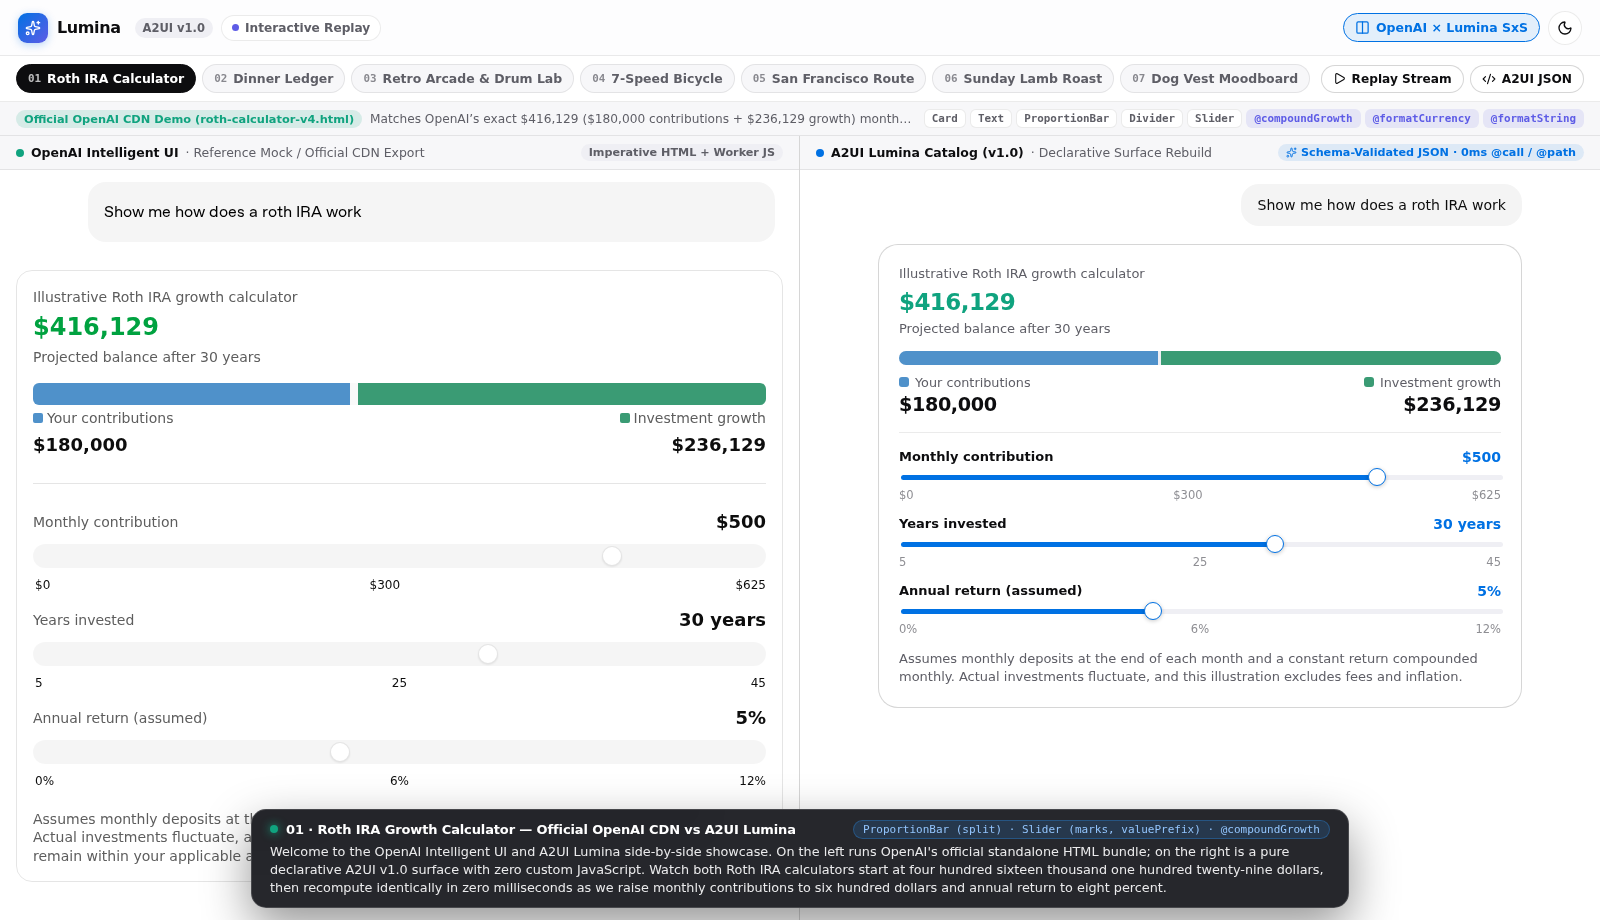 Lumina A2UI v1.0 Interactive Replay OpenAI × Lumina SxS
01 Roth IRA Calculator 02 Dinner Ledger 03 Retro Arcade & Drum Lab 04 7-Speed Bicycle 05 San Francisco Route 06 Sunday Lamb Roast 07 Dog Vest Moodboard Replay Stream A2UI JSON
Official OpenAI CDN Demo (roth-calculator-v4.html) Matches OpenAI’s exact $416,129 ($180,000 contributions + $236,129 growth) month… Card Text ProportionBar Divider Slider @compoundGrowth @formatCurrency @formatString
OpenAI Intelligent UI · Reference Mock / Official CDN Export Imperative HTML + Worker JS
Show me how does a roth IRA work
Illustrative Roth IRA growth calculator
$416,129
Projected balance after 30 years
Your contributions Investment growth
$180,000 $236,129
Monthly contribution $500
$0 $300 $625
Years invested 30 years
5 25 45
Annual return (assumed) 5%
0% 6% 12%
Assumes monthly deposits at t
Actual investments fluctuate, a
remain within your applicable a
A2UI Lumina Catalog (v1.0) · Declarative Surface Rebuild Schema-Validated JSON · 0ms @call / @path
Show me how does a roth IRA work
Illustrative Roth IRA growth calculator
$416,129
Projected balance after 30 years
Your contributions Investment growth
$180,000 $236,129
Monthly contribution $500
$0 $300 $625
Years invested 30 years
5 25 45
Annual return (assumed) 5%
0% 6% 12%
Assumes monthly deposits at the end of each month and a constant return compounded
monthly. Actual investments fluctuate, and this illustration excludes fees and inflation.
01 · Roth IRA Growth Calculator — Official OpenAI CDN vs A2UI Lumina ProportionBar (split) · Slider (marks, valuePrefix) · @compoundGrowth
Welcome to the OpenAI Intelligent UI and A2UI Lumina side-by-side showcase. On the left runs OpenAI's official standalone HTML bundle; on the right is a pure
declarative A2UI v1.0 surface with zero custom JavaScript. Watch both Roth IRA calculators start at four hundred sixteen thousand one hundred twenty-nine dollars,
then recompute identically in zero milliseconds as we raise monthly contributions to six hundred dollars and annual return to eight percent.